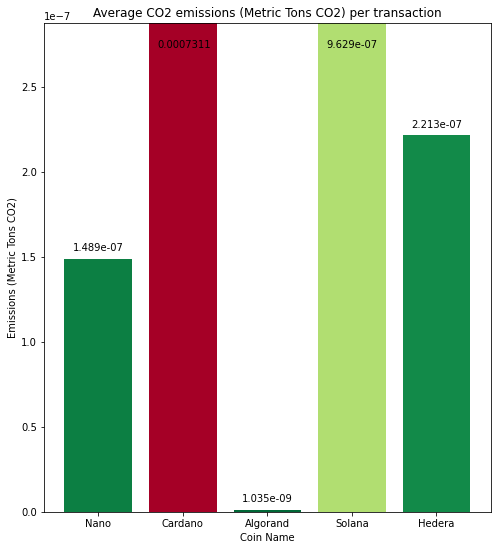 Average CO2 emissions (Metric Tons CO2) per transaction
1e−7
0.0007311
9.629e-07
2.5
2.213e-07
2.0
Emissions (Metric Tons CO2)
1.489e-07
1.5
1.0
0.5
1.035e-09
0.0
Nano Cardano Algorand Solana Hedera
Coin Name